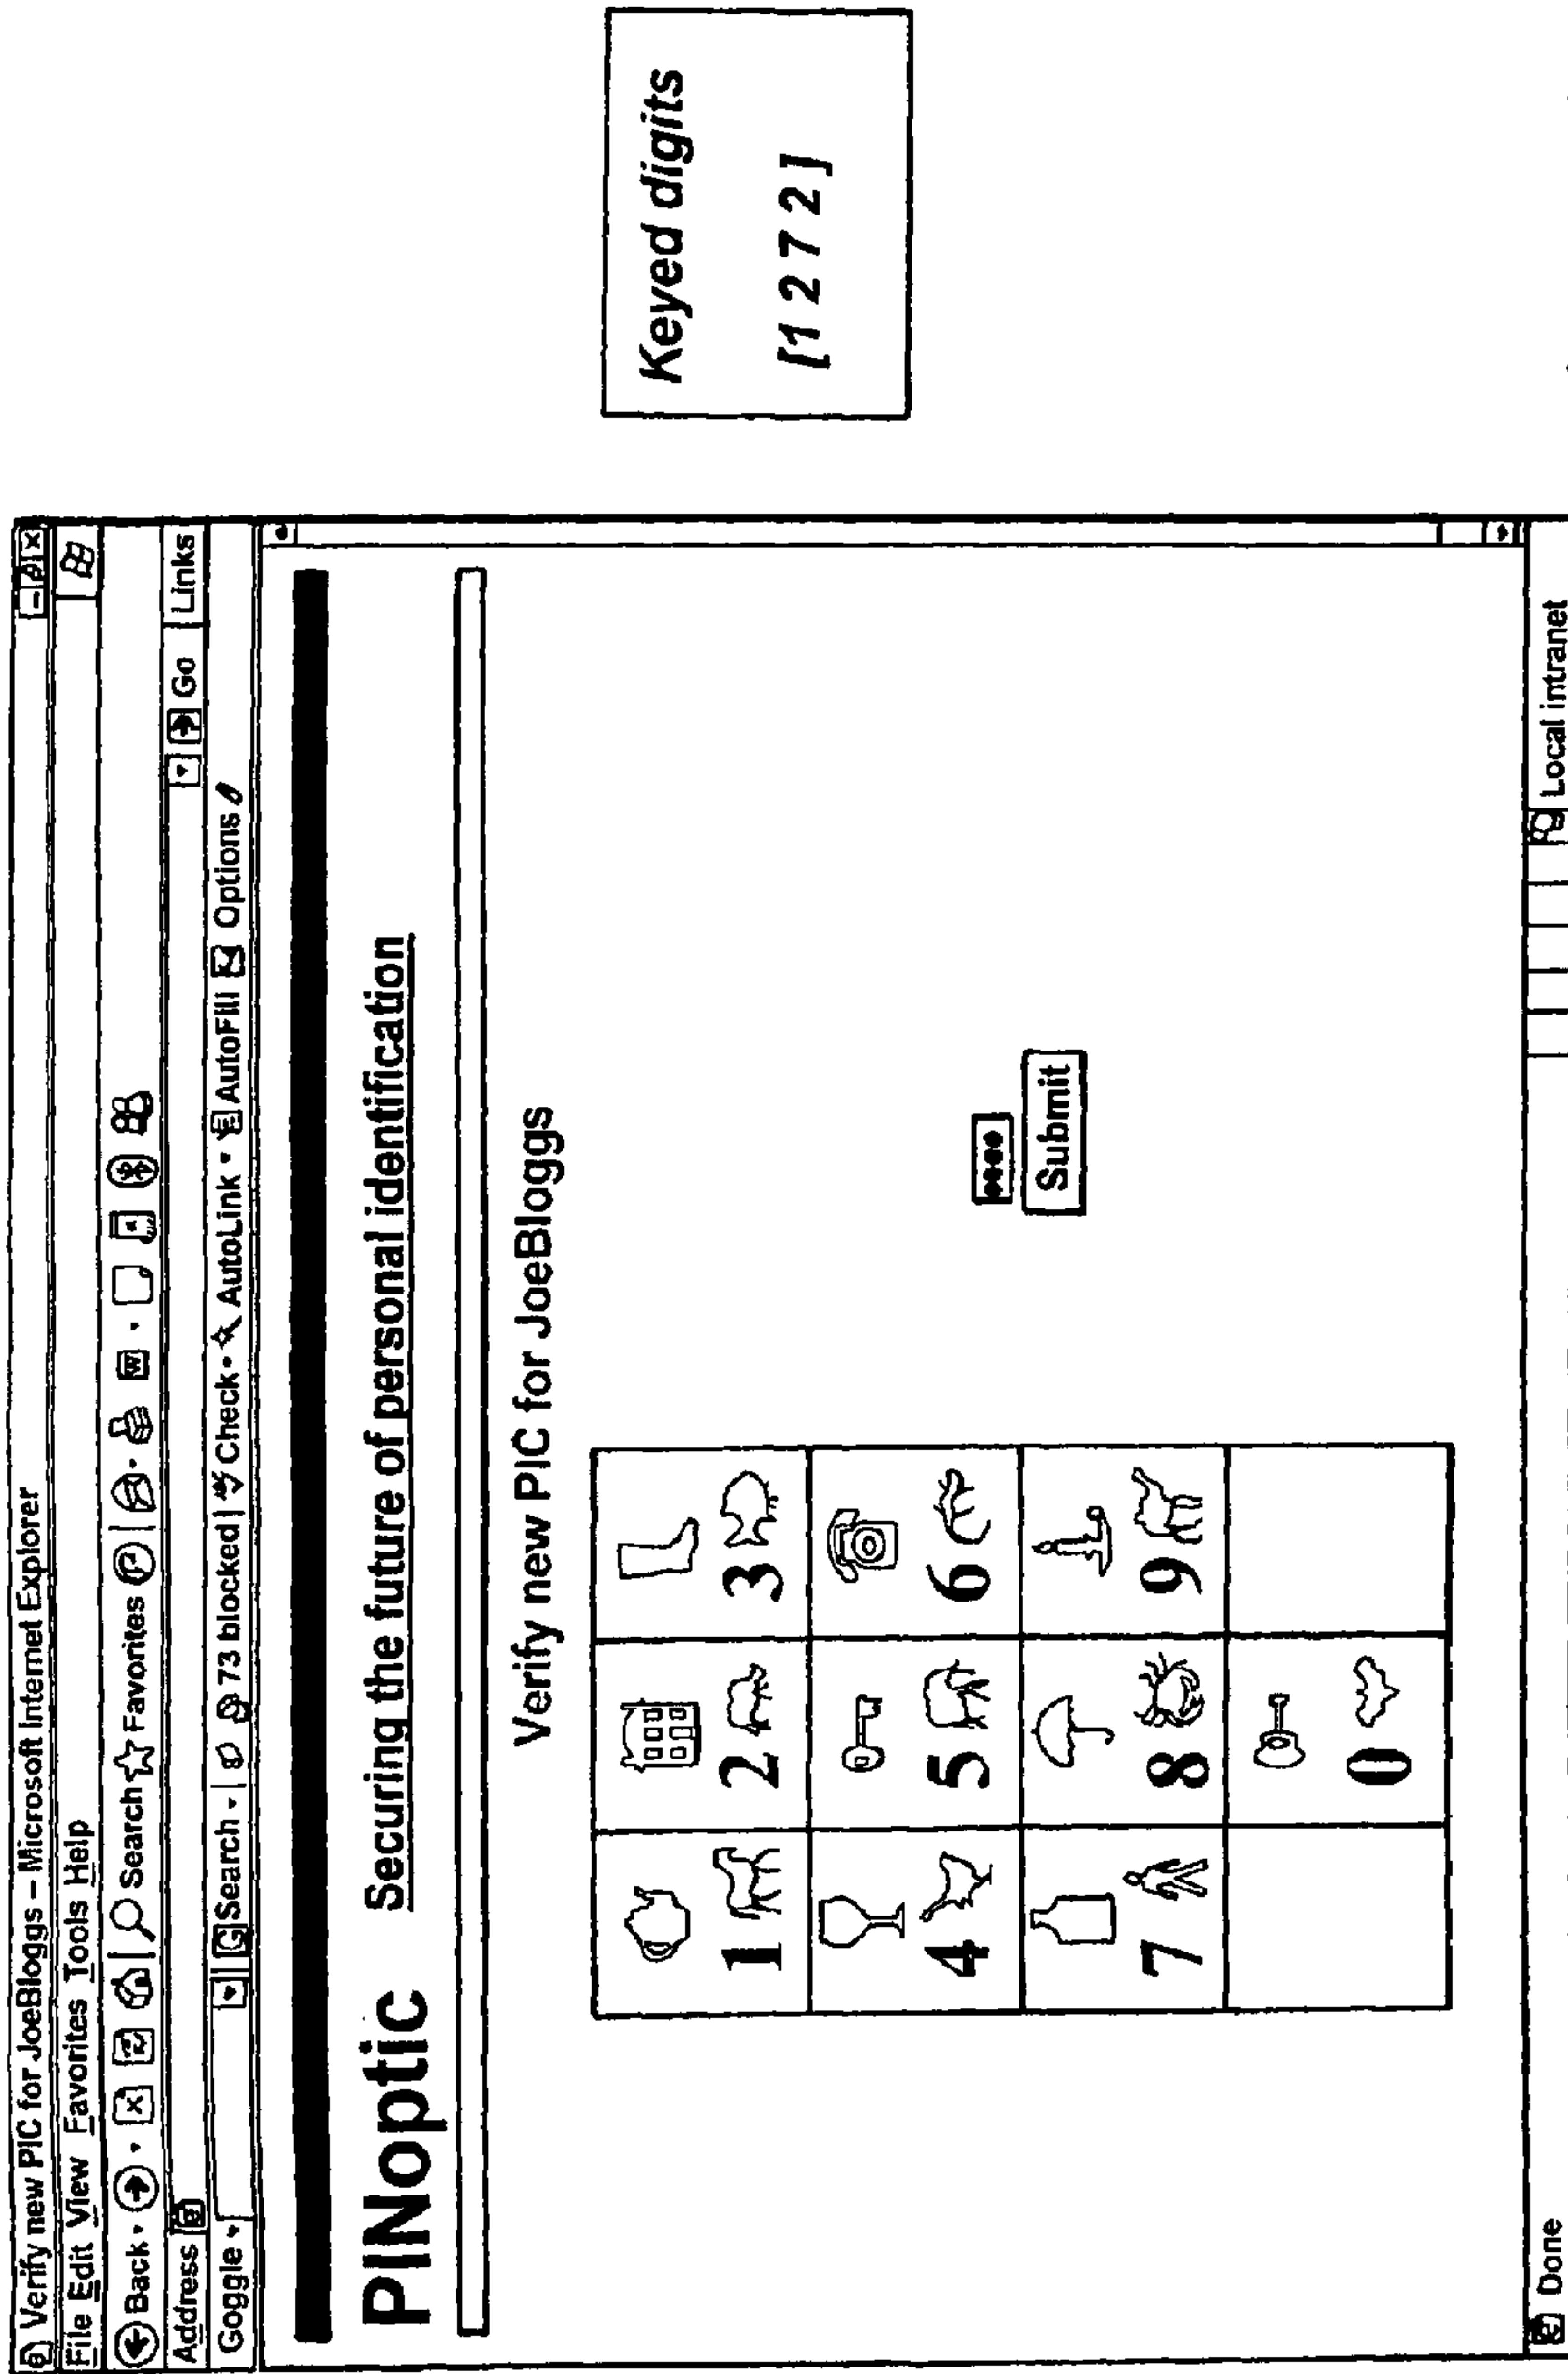 Verify new PIC for JoeBloggs – Microsoft Internet Explorer
File Edit View Favorites Tools Help
Back Search Favorites
Address Go Links
Goggle Search 73 blocked Check AutoLink AutoFill Options
PINoptic Securing the future of personal identification
Verify new PIC for JoeBloggs
1 2 3
4 5 6
7 8 9
0
Submit
Done Local intranet
Keyed digits
[1 2 7 2]